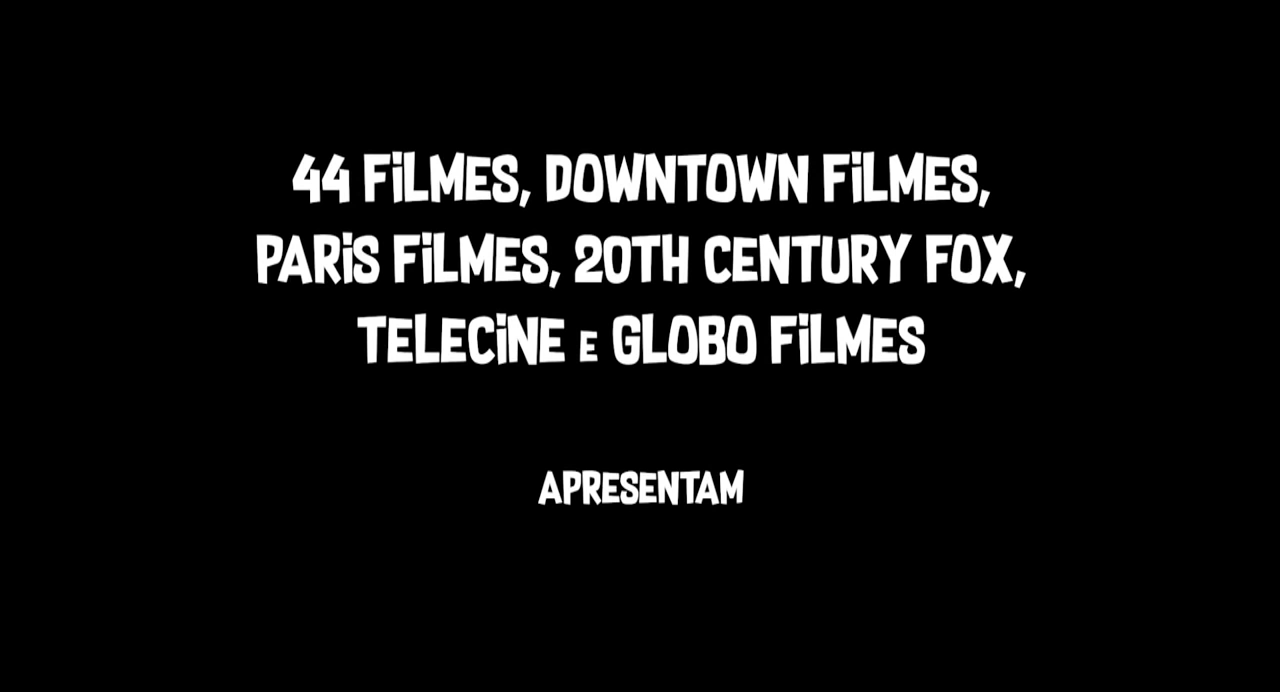 44 FiLMES, DOWNTOWN FiLMES,
PARiS FiLMES, 20TH CENTURY FOX,
TELECiNE E GLOBO FiLMES
APRESENTAM